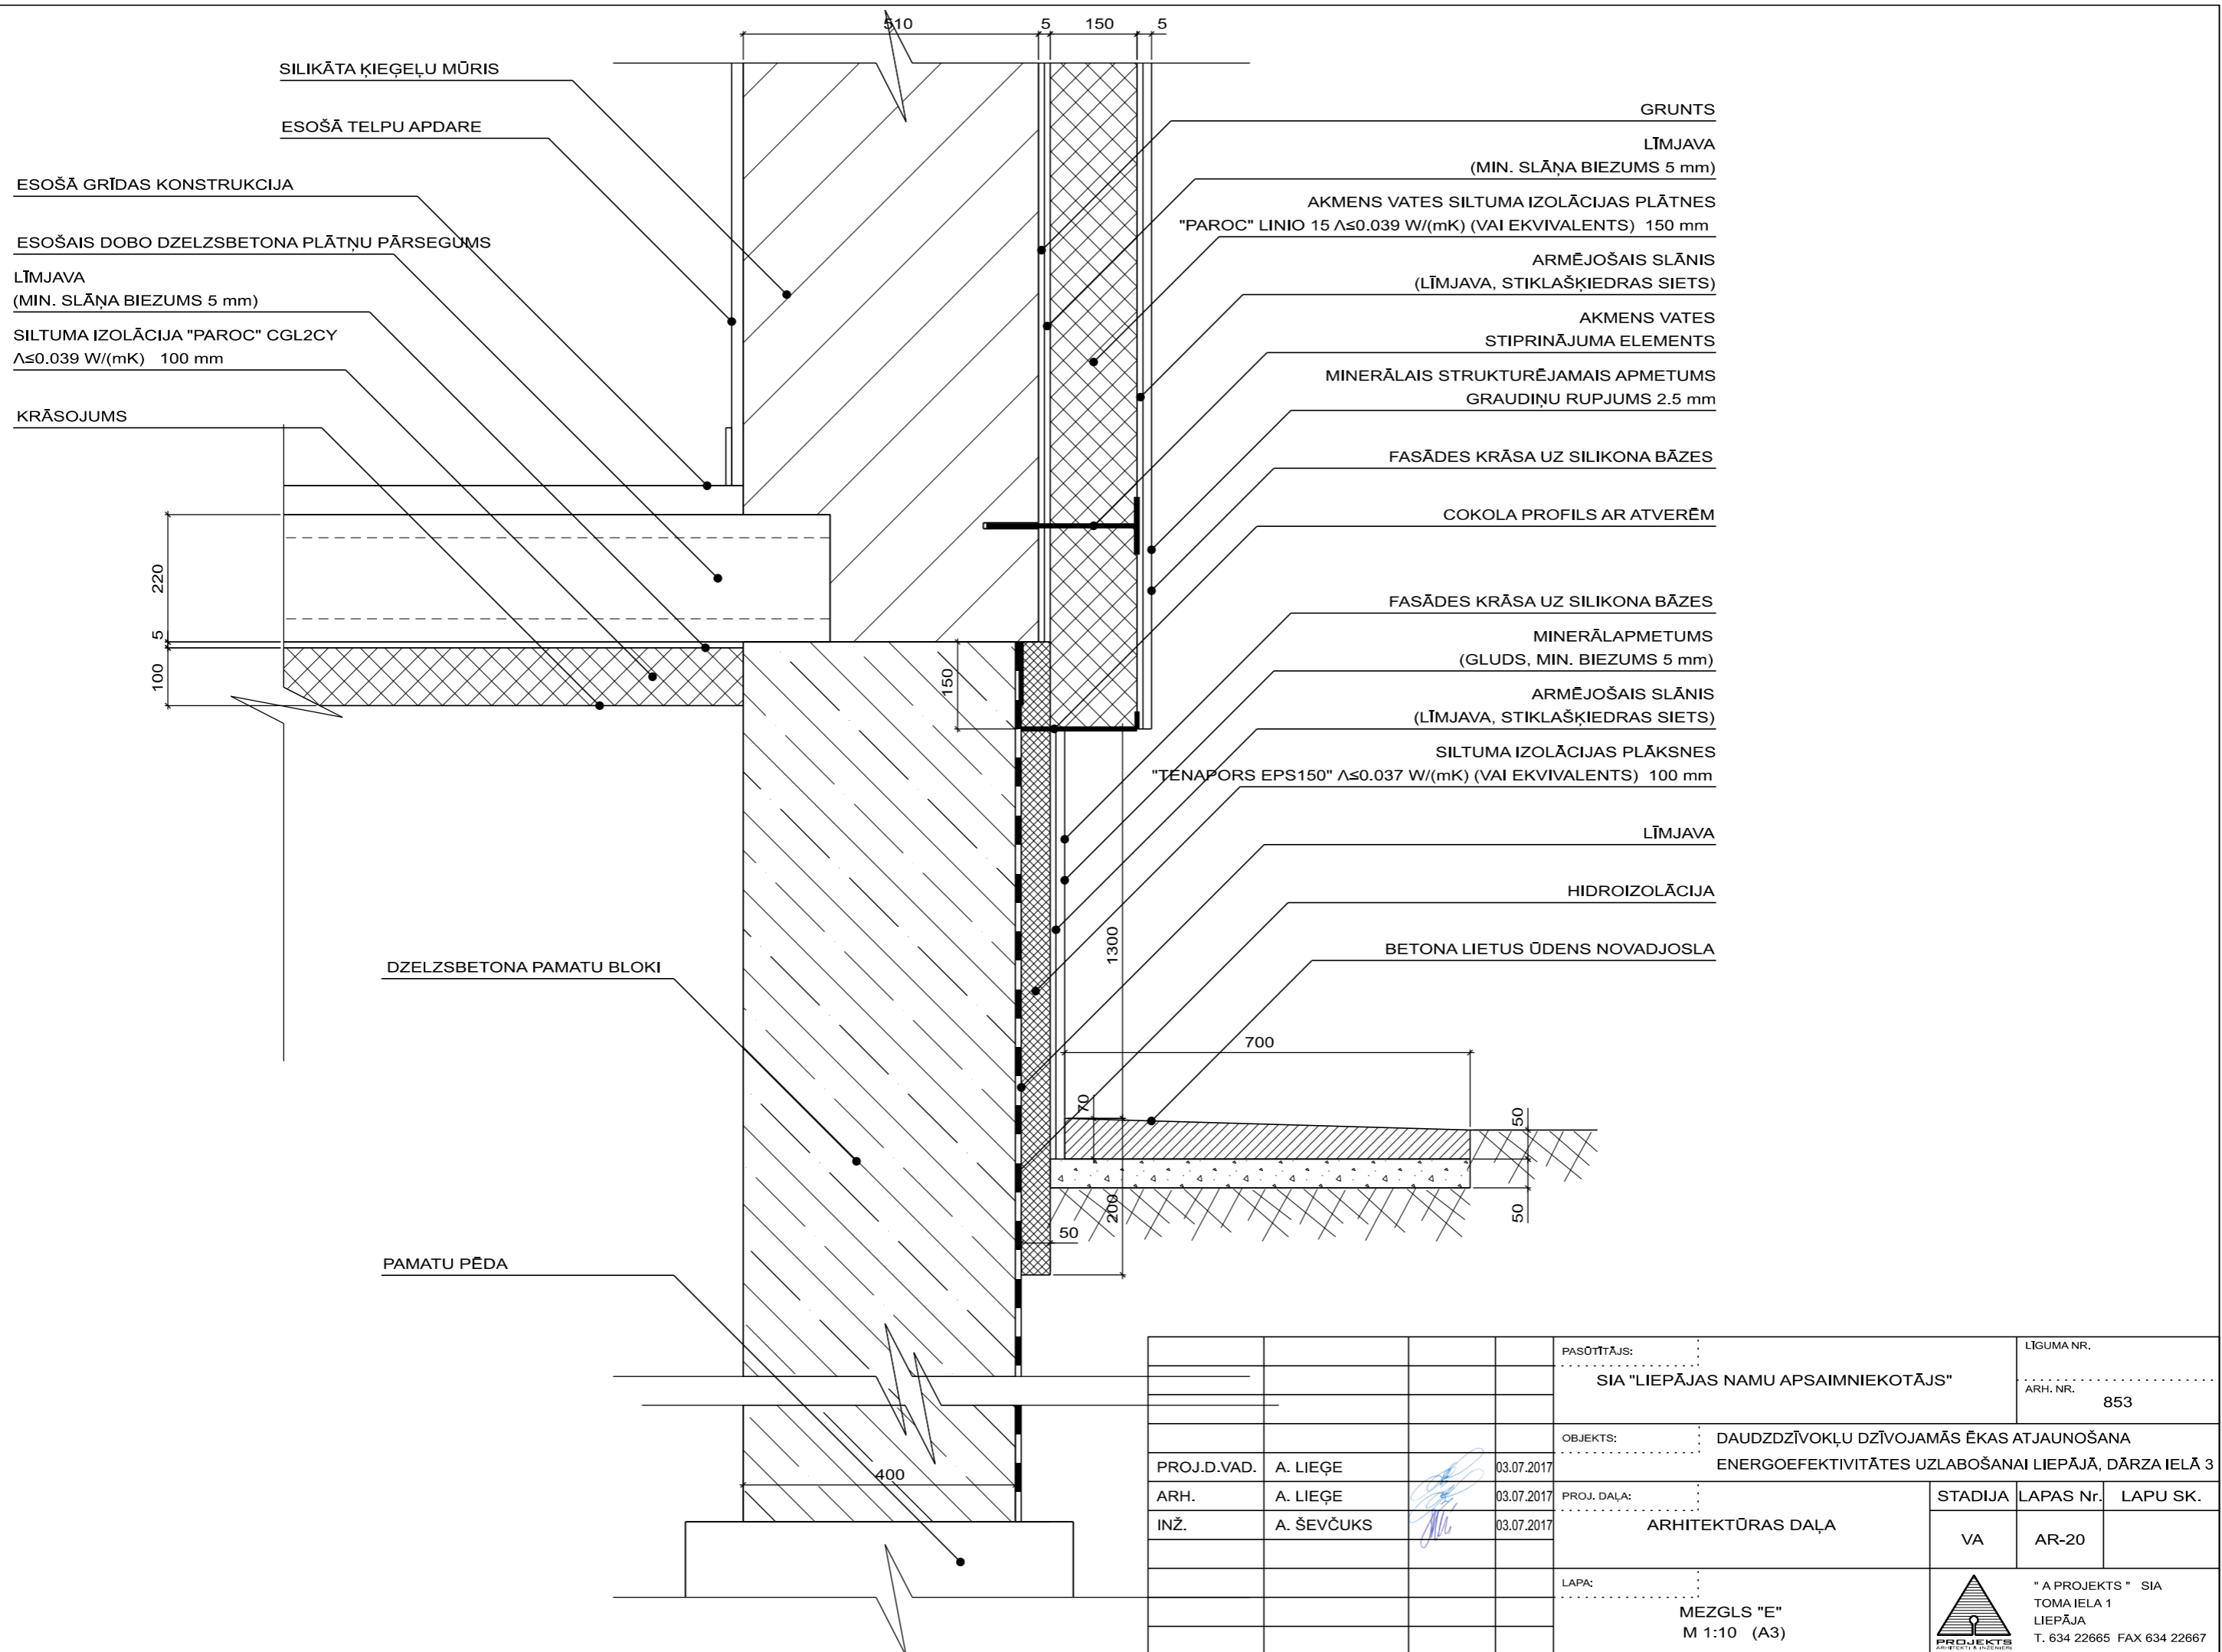 510
5
150
5
SILIKĀTA ĶIEĢEĻU MŪRIS
ESOŠĀ TELPU APDARE
ESOŠĀ GRĪDAS KONSTRUKCIJA
ESOŠAIS DOBO DZELZSBETONA PLĀTŅU PĀRSEGUMS
LĪMJAVA
(MIN. SLĀŅA BIEZUMS 5 mm)
SILTUMA IZOLĀCIJA "PAROC" CGL2CY
Λ≤0.039 W/(mK) 100 mm
KRĀSOJUMS
220
5
100
DZELZSBETONA PAMATU BLOKI
PAMATU PĒDA
GRUNTS
LĪMJAVA
(MIN. SLĀŅA BIEZUMS 5 mm)
AKMENS VATES SILTUMA IZOLĀCIJAS PLĀTNES
"PAROC" LINIO 15 Λ≤0.039 W/(mK) (VAI EKVIVALENTS) 150 mm
ARMĒJOŠAIS SLĀNIS
(LĪMJAVA, STIKLAŠĶIEDRAS SIETS)
AKMENS VATES
STIPRINĀJUMA ELEMENTS
MINERĀLAIS STRUKTURĒJAMAIS APMETUMS
GRAUDIŅU RUPJUMS 2.5 mm
FASĀDES KRĀSA UZ SILIKONA BĀZES
COKOLA PROFILS AR ATVERĒM
FASĀDES KRĀSA UZ SILIKONA BĀZES
MINERĀLAPMETUMS
(GLUDS, MIN. BIEZUMS 5 mm)
ARMĒJOŠAIS SLĀNIS
(LĪMJAVA, STIKLAŠĶIEDRAS SIETS)
SILTUMA IZOLĀCIJAS PLĀKSNES
"TENAPORS EPS150" Λ≤0.037 W/(mK) (VAI EKVIVALENTS) 100 mm
LĪMJAVA
HIDROIZOLĀCIJA
BETONA LIETUS ŪDENS NOVADJOSLA
150
1300
700
70
50
200
50
50
400
PASŪTĪTĀJS:
SIA "LIEPĀJAS NAMU APSAIMNIEKOTĀJS"
LĪGUMA NR.
ARH. NR.
853
OBJEKTS:
DAUDZDZĪVOKĻU DZĪVOJAMĀS ĒKAS ATJAUNOŠANA
ENERGOEFEKTIVITĀTES UZLABOŠANAI LIEPĀJĀ, DĀRZA IELĀ 3
PROJ.D.VAD. A. LIEĢE 03.07.2017
ARH. A. LIEĢE 03.07.2017
INŽ. A. ŠEVČUKS 03.07.2017
PROJ. DAĻA:
ARHITEKTŪRAS DAĻA
STADIJA LAPAS Nr. LAPU SK.
VA AR-20
LAPA:
MEZGLS "E"
M 1:10 (A3)
PROJEKTS
ARHITEKTI & INŽENIERI
" A PROJEKTS " SIA
TOMA IELA 1
LIEPĀJA
T. 634 22665 FAX 634 22667